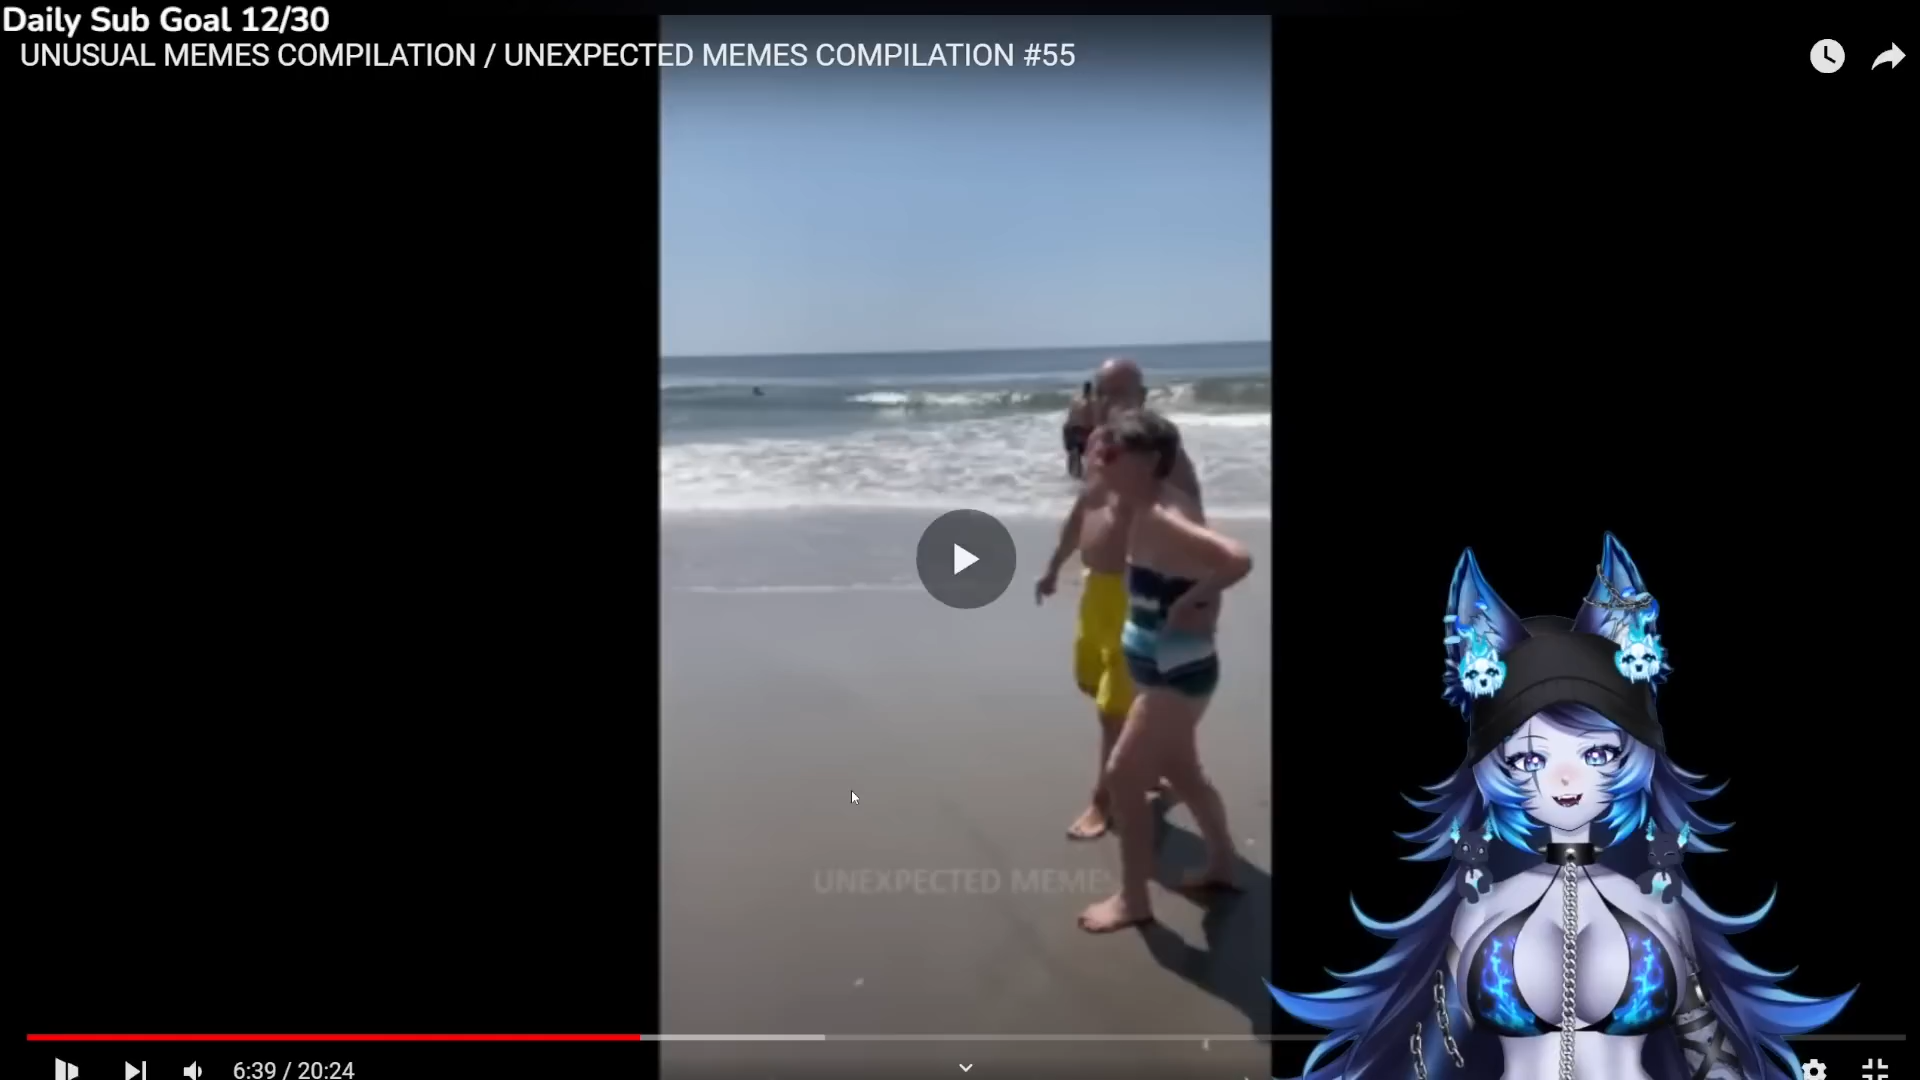 Daily Sub Goal 12/30
UNUSUAL MEMES COMPILATION / UNEXPECTED MEMES COMPILATION #55
UNEXPECTED MEMES
6:39 / 20:24